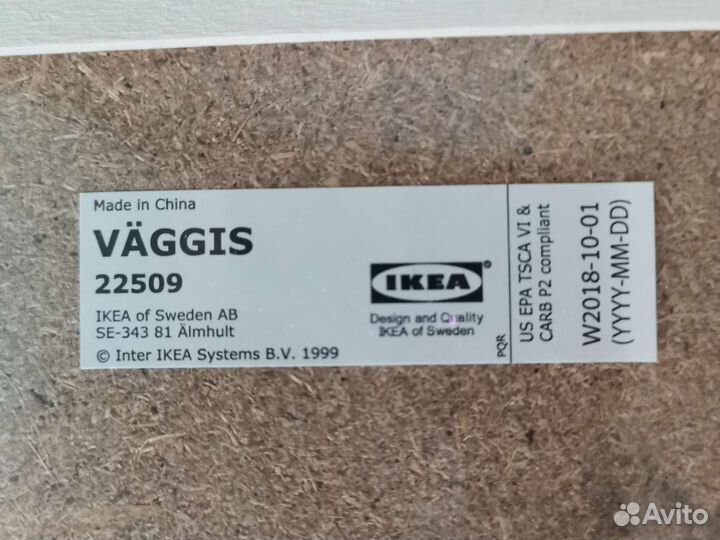 Made in China
VÄGGIS
22509
IKEA of Sweden AB
SE-343 81 Älmhult
© Inter IKEA Systems B.V. 1999
IKEA®
Design and Quality
IKEA of Sweden
PQR
US EPA TSCA VI &
CARB P2 compliant
W2018-10-01
(YYYY-MM-DD)
Avito